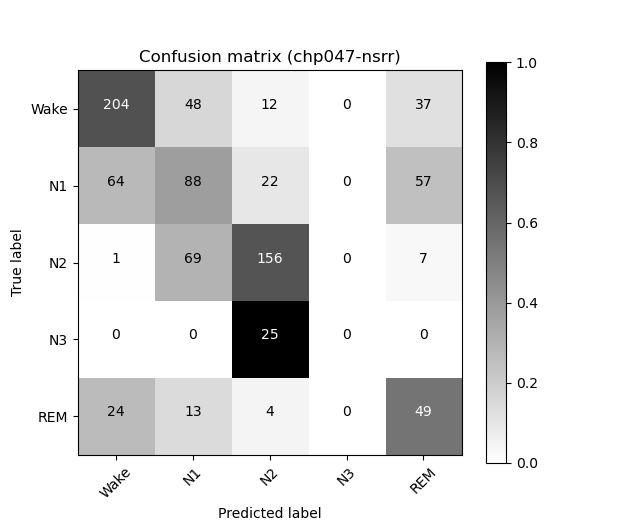 Confusion matrix (chp047-nsrr)
1.0
Wake 204 48 12 0 37
0.8
N1 64 88 22 0 57
0.6
True label
N2 1 69 156 0 7
0.4
N3 0 0 25 0 0
0.2
REM 24 13 4 0 49
0.0
Wake N1 N2 N3 REM
Predicted label